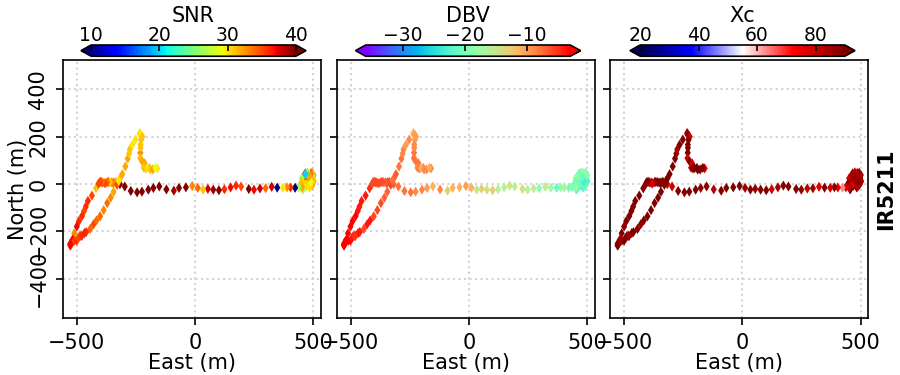 SNR DBV Xc
10 20 30 40 −30 −20 −10 20 40 60 80
400
200
0
−200
−400
North (m)
IR5211
−500 0 500 −500 0 500 −500 0 500
East (m) East (m) East (m)